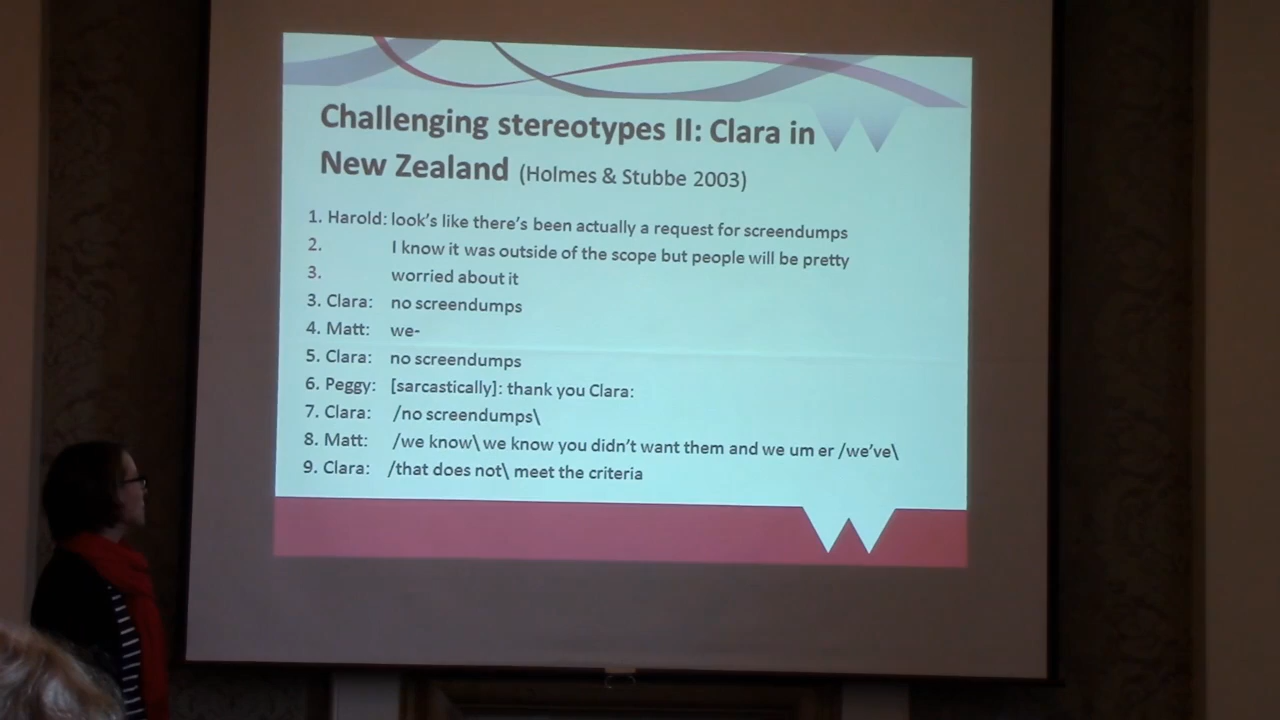 Challenging stereotypes II: Clara in
New Zealand (Holmes & Stubbe 2003)
1. Harold: look's like there's been actually a request for screendumps
2. I know it was outside of the scope but people will be pretty
3. worried about it
3. Clara: no screendumps
4. Matt: we-
5. Clara: no screendumps
6. Peggy: [sarcastically]: thank you Clara:
7. Clara: /no screendumps\
8. Matt: /we know\ we know you didn't want them and we um er /we've\
9. Clara: /that does not\ meet the criteria